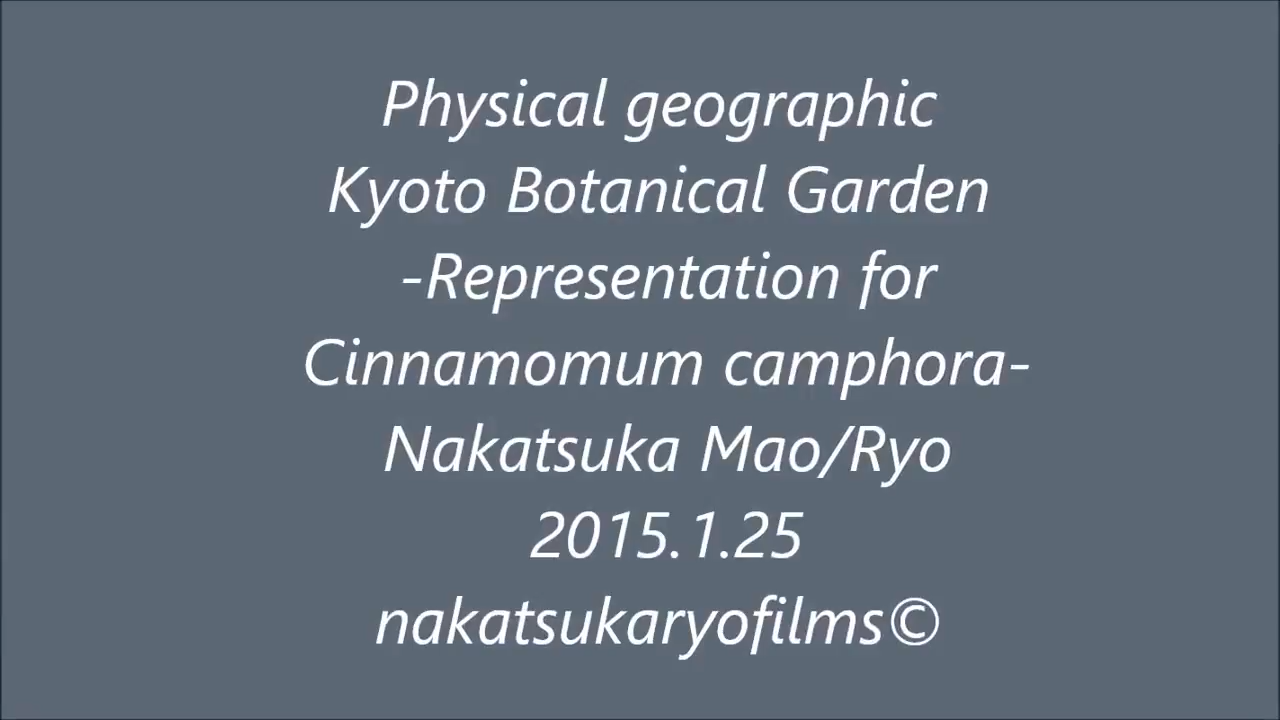 Physical geographic
Kyoto Botanical Garden
-Representation for
Cinnamomum camphora-
Nakatsuka Mao/Ryo
2015.1.25
nakatsukaryofilms©